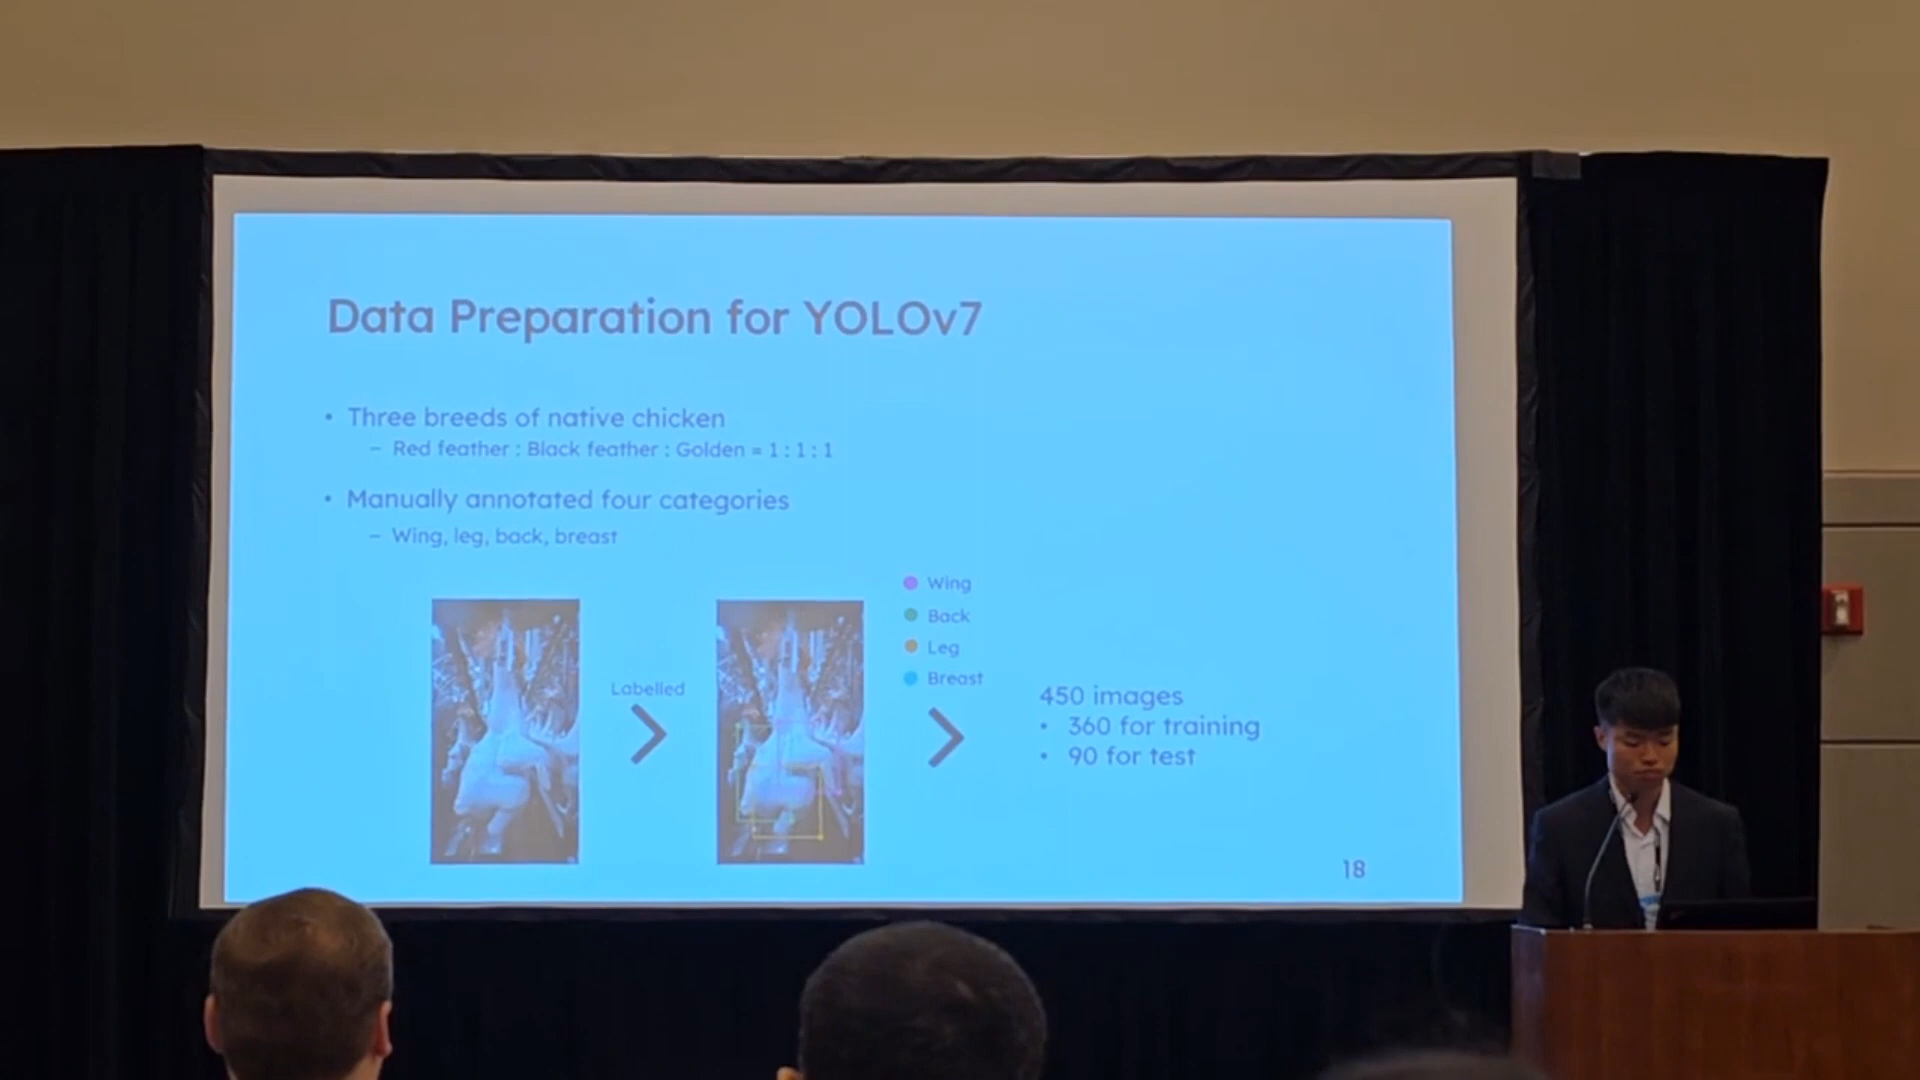 Data Preparation for YOLOv7
• Three breeds of native chicken
– Red feather : Black feather : Golden = 1 : 1 : 1
• Manually annotated four categories
– Wing, leg, back, breast
Labelled
Wing
Back
Leg
Breast
450 images
• 360 for training
• 90 for test
18